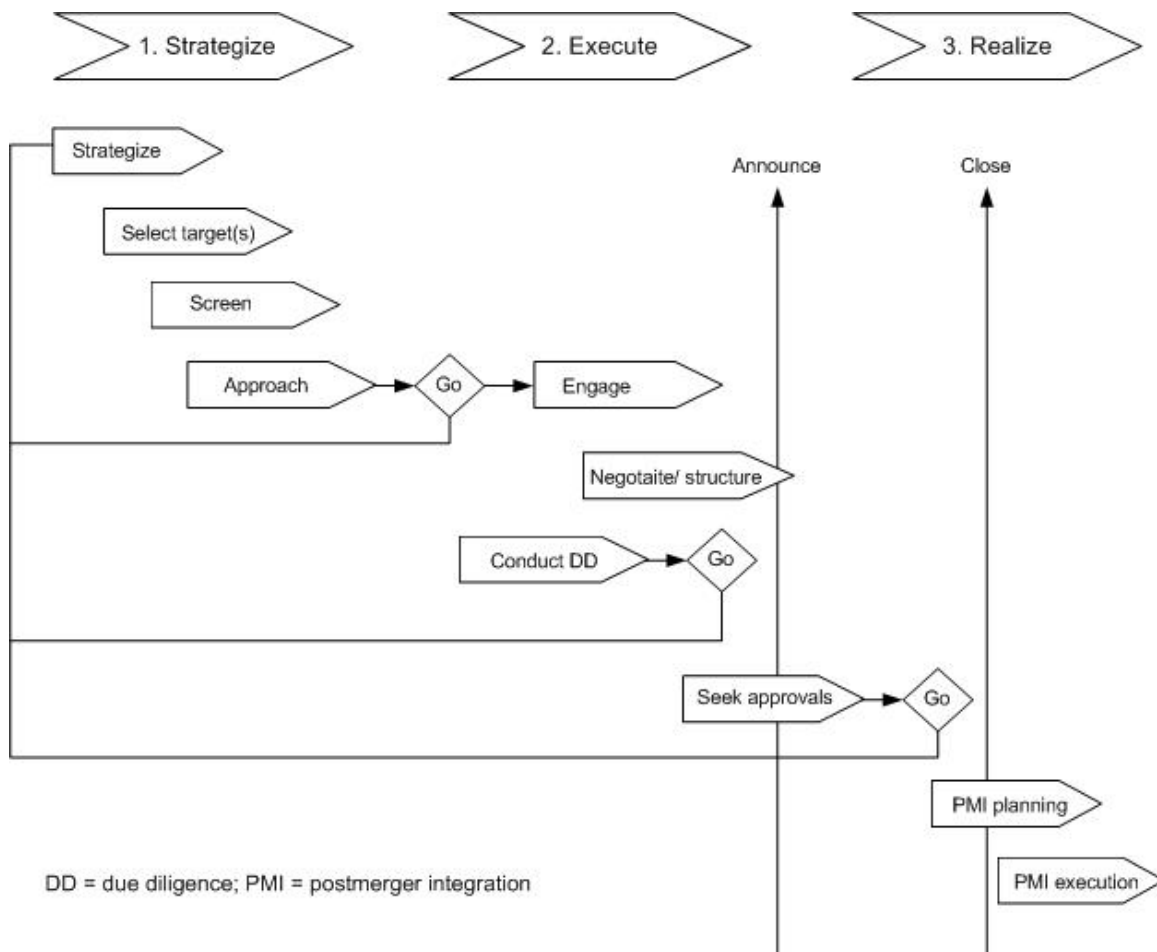 1. Strategize
2. Execute
3. Realize
Strategize
Announce
Close
Select target(s)
Screen
Approach
Go
Engage
Negotaite/ structure
Conduct DD
Go
Seek approvals
Go
PMI planning
DD = due diligence; PMI = postmerger integration
PMI execution